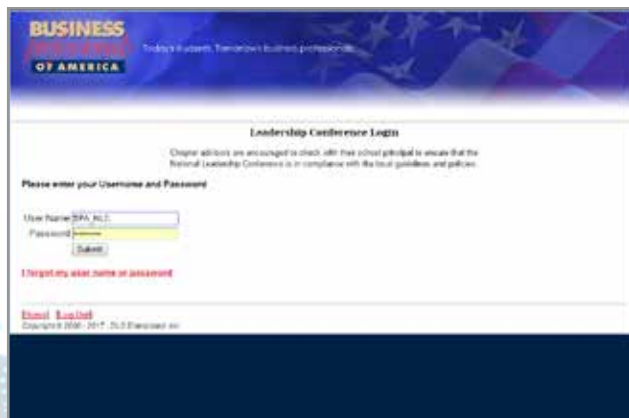 BUSINESS
PROFESSIONALS
OF AMERICA
Today's students. Tomorrow's business professionals.
Leadership Conference Login
Chapter advisors are encouraged to check with their school principal to ensure that the
National Leadership Conference is in compliance with the local guidelines and policies.
Please enter your Username and Password
User Name BPA_NLC
Password
Submit
I forgot my user name or password
[Home] [Log Out]
Copyright © 2000 - 2017